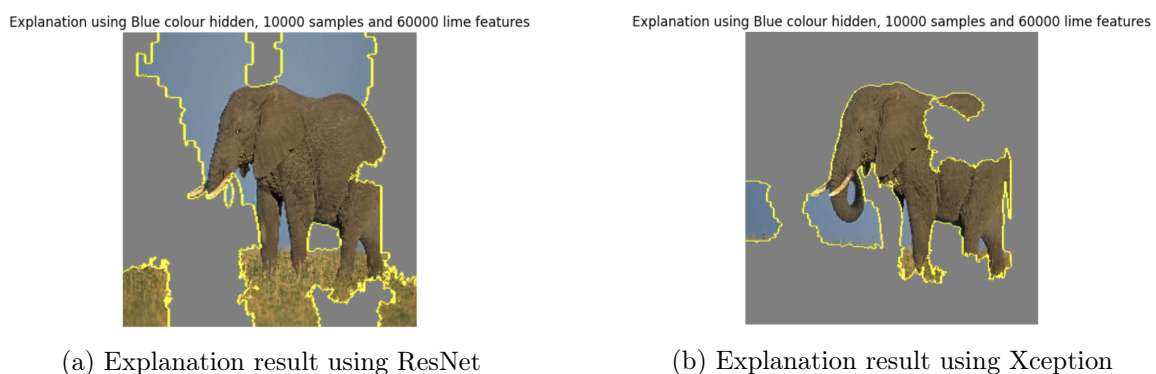 Explanation using Blue colour hidden, 10000 samples and 60000 lime features
Explanation using Blue colour hidden, 10000 samples and 60000 lime features
(a) Explanation result using ResNet
(b) Explanation result using Xception